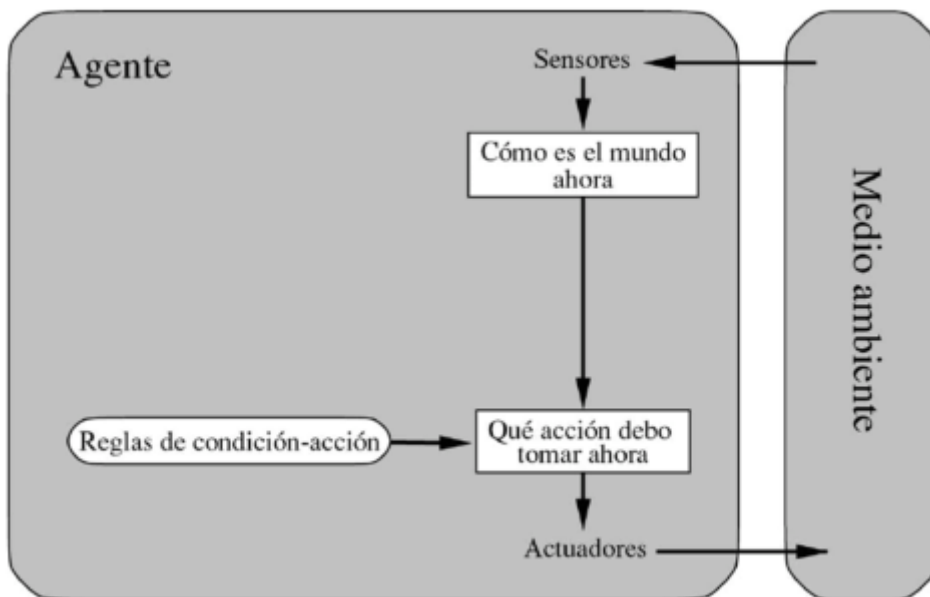 Agente
Sensores
Cómo es el mundo
ahora
Medio ambiente
Reglas de condición-acción
Qué acción debo
tomar ahora
Actuadores